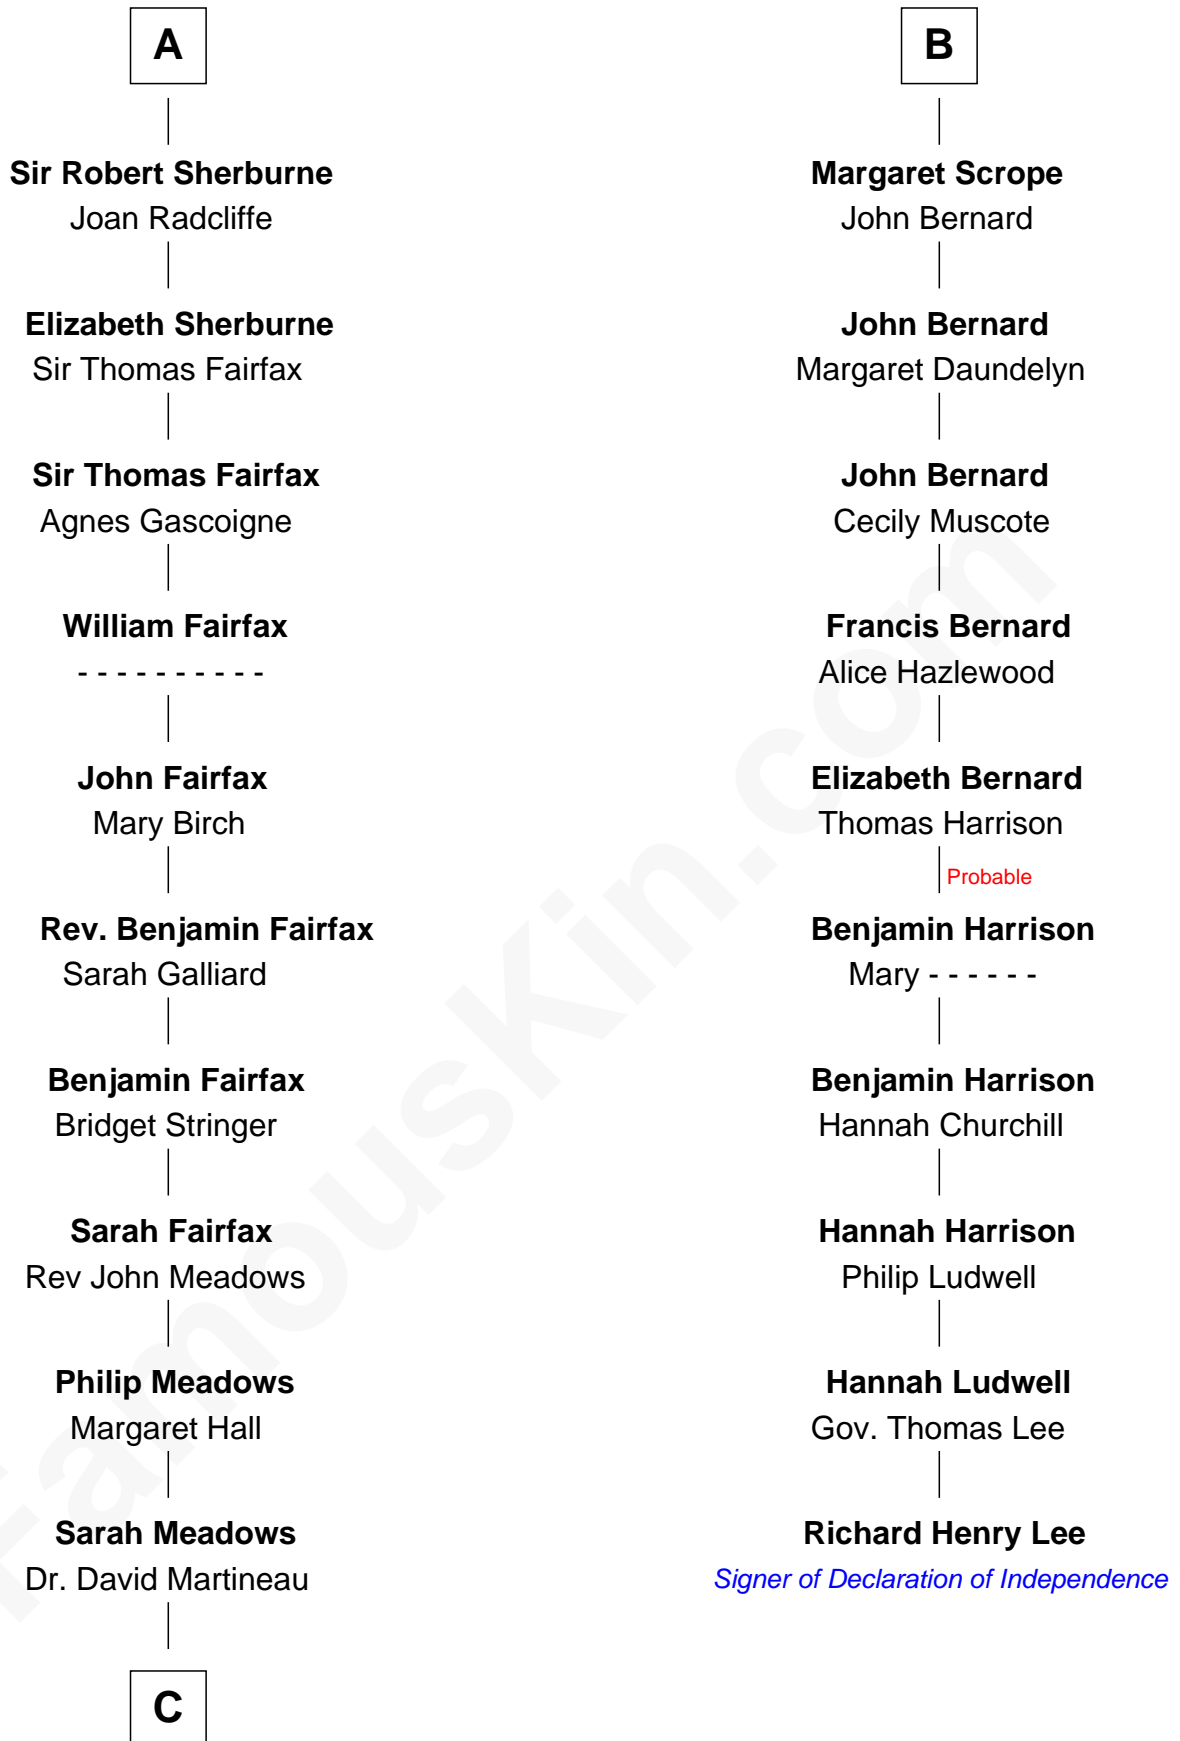 A
Sir Robert Sherburne
Joan Radcliffe
Elizabeth Sherburne
Sir Thomas Fairfax
Sir Thomas Fairfax
Agnes Gascoigne
William Fairfax
- - - - - - - - - -
John Fairfax
Mary Birch
Rev. Benjamin Fairfax
Sarah Galliard
Benjamin Fairfax
Bridget Stringer
Sarah Fairfax
Rev John Meadows
Philip Meadows
Margaret Hall
Sarah Meadows
Dr. David Martineau
C
B
Margaret Scrope
John Bernard
John Bernard
Margaret Daundelyn
John Bernard
Cecily Muscote
Francis Bernard
Alice Hazlewood
Elizabeth Bernard
Thomas Harrison
Probable
Benjamin Harrison
Mary - - - - - -
Benjamin Harrison
Hannah Churchill
Hannah Harrison
Philip Ludwell
Hannah Ludwell
Gov. Thomas Lee
Richard Henry Lee
Signer of Declaration of Independence
FamousKin.com